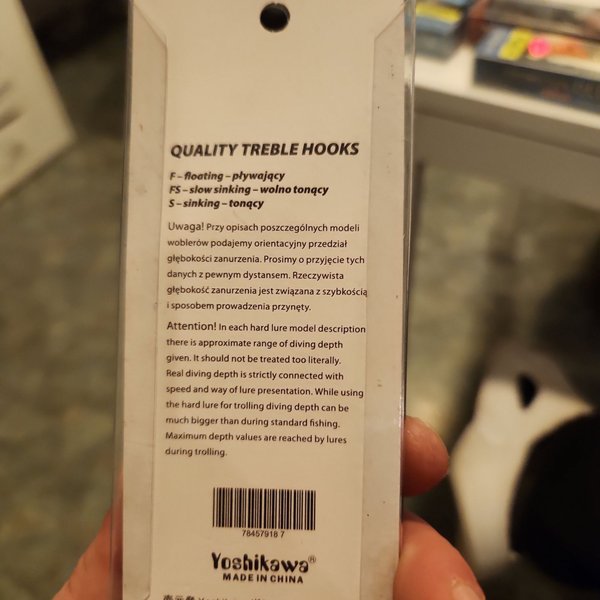 QUALITY TREBLE HOOKS
F – floating – pływający
FS – slow sinking – wolno tonący
S – sinking – tonący
Uwaga! Przy opisach poszczególnych modeli
woblerów podajemy orientacyjny przedział
głębokości zanurzenia. Prosimy o przyjęcie tych
danych z pewnym dystansem. Rzeczywista
głębokość zanurzenia jest związana z szybkością
i sposobem prowadzenia przynęty.
Attention! In each hard lure model description
there is approximate range of diving depth
given. It should not be treated too literally.
Real diving depth is strictly connected with
speed and way of lure presentation. While using
the hard lure for trolling diving depth can be
much bigger than during standard fishing.
Maximum depth values are reached by lures
during trolling.
78457918 7
Yoshikawa®
MADE IN CHINA